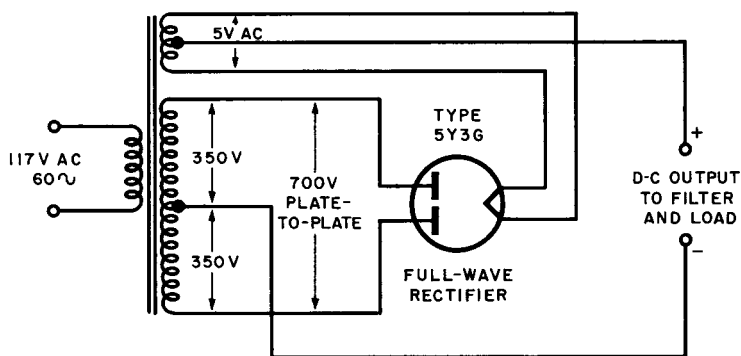 5V AC
117V AC
60∿
350V
350V
700V
PLATE-
TO-PLATE
TYPE
5Y3G
FULL-WAVE
RECTIFIER
+
D-C OUTPUT
TO FILTER
AND LOAD
−